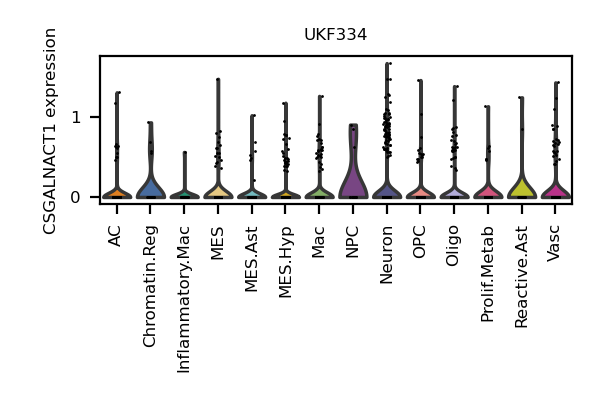 UKF334
CSGALNACT1 expression
1
0
AC
Chromatin.Reg
Inflammatory.Mac
MES
MES.Ast
MES.Hyp
Mac
NPC
Neuron
OPC
Oligo
Prolif.Metab
Reactive.Ast
Vasc